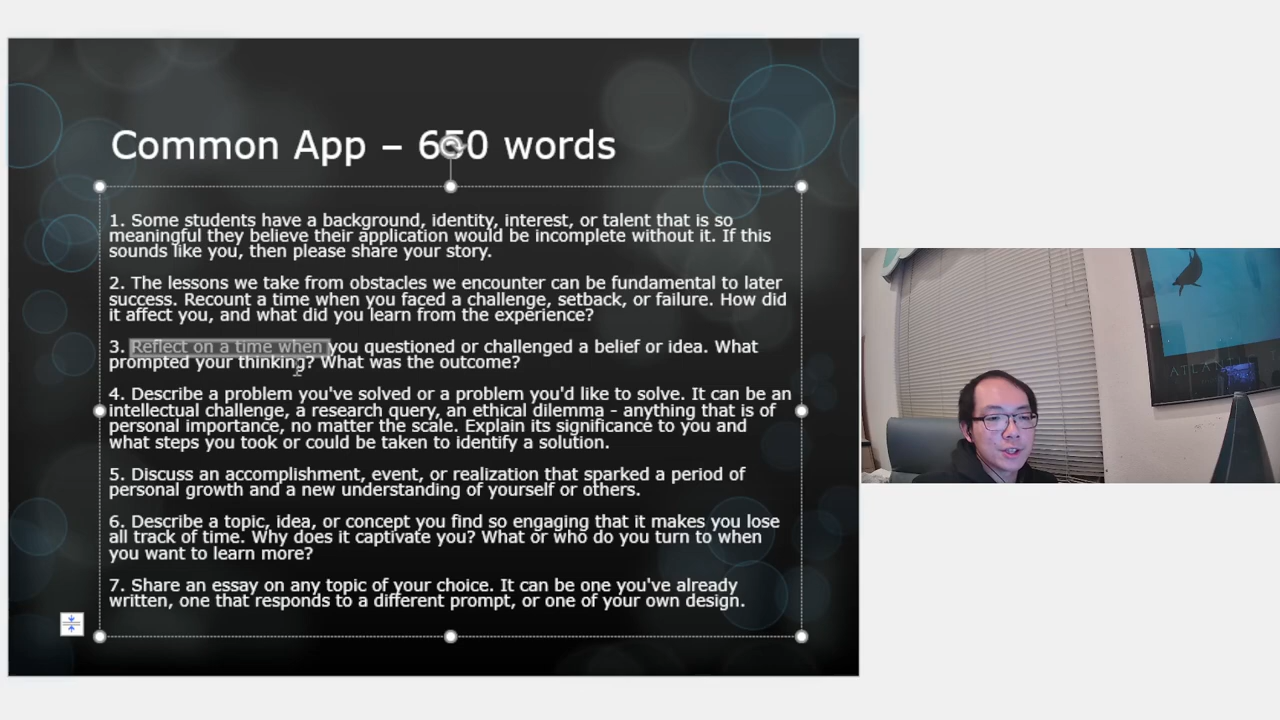 Common App – 650 words
1. Some students have a background, identity, interest, or talent that is so
meaningful they believe their application would be incomplete without it. If this
sounds like you, then please share your story.
2. The lessons we take from obstacles we encounter can be fundamental to later
success. Recount a time when you faced a challenge, setback, or failure. How did
it affect you, and what did you learn from the experience?
3. Reflect on a time when you questioned or challenged a belief or idea. What
prompted your thinking? What was the outcome?
4. Describe a problem you've solved or a problem you'd like to solve. It can be an
intellectual challenge, a research query, an ethical dilemma - anything that is of
personal importance, no matter the scale. Explain its significance to you and
what steps you took or could be taken to identify a solution.
5. Discuss an accomplishment, event, or realization that sparked a period of
personal growth and a new understanding of yourself or others.
6. Describe a topic, idea, or concept you find so engaging that it makes you lose
all track of time. Why does it captivate you? What or who do you turn to when
you want to learn more?
7. Share an essay on any topic of your choice. It can be one you've already
written, one that responds to a different prompt, or one of your own design.